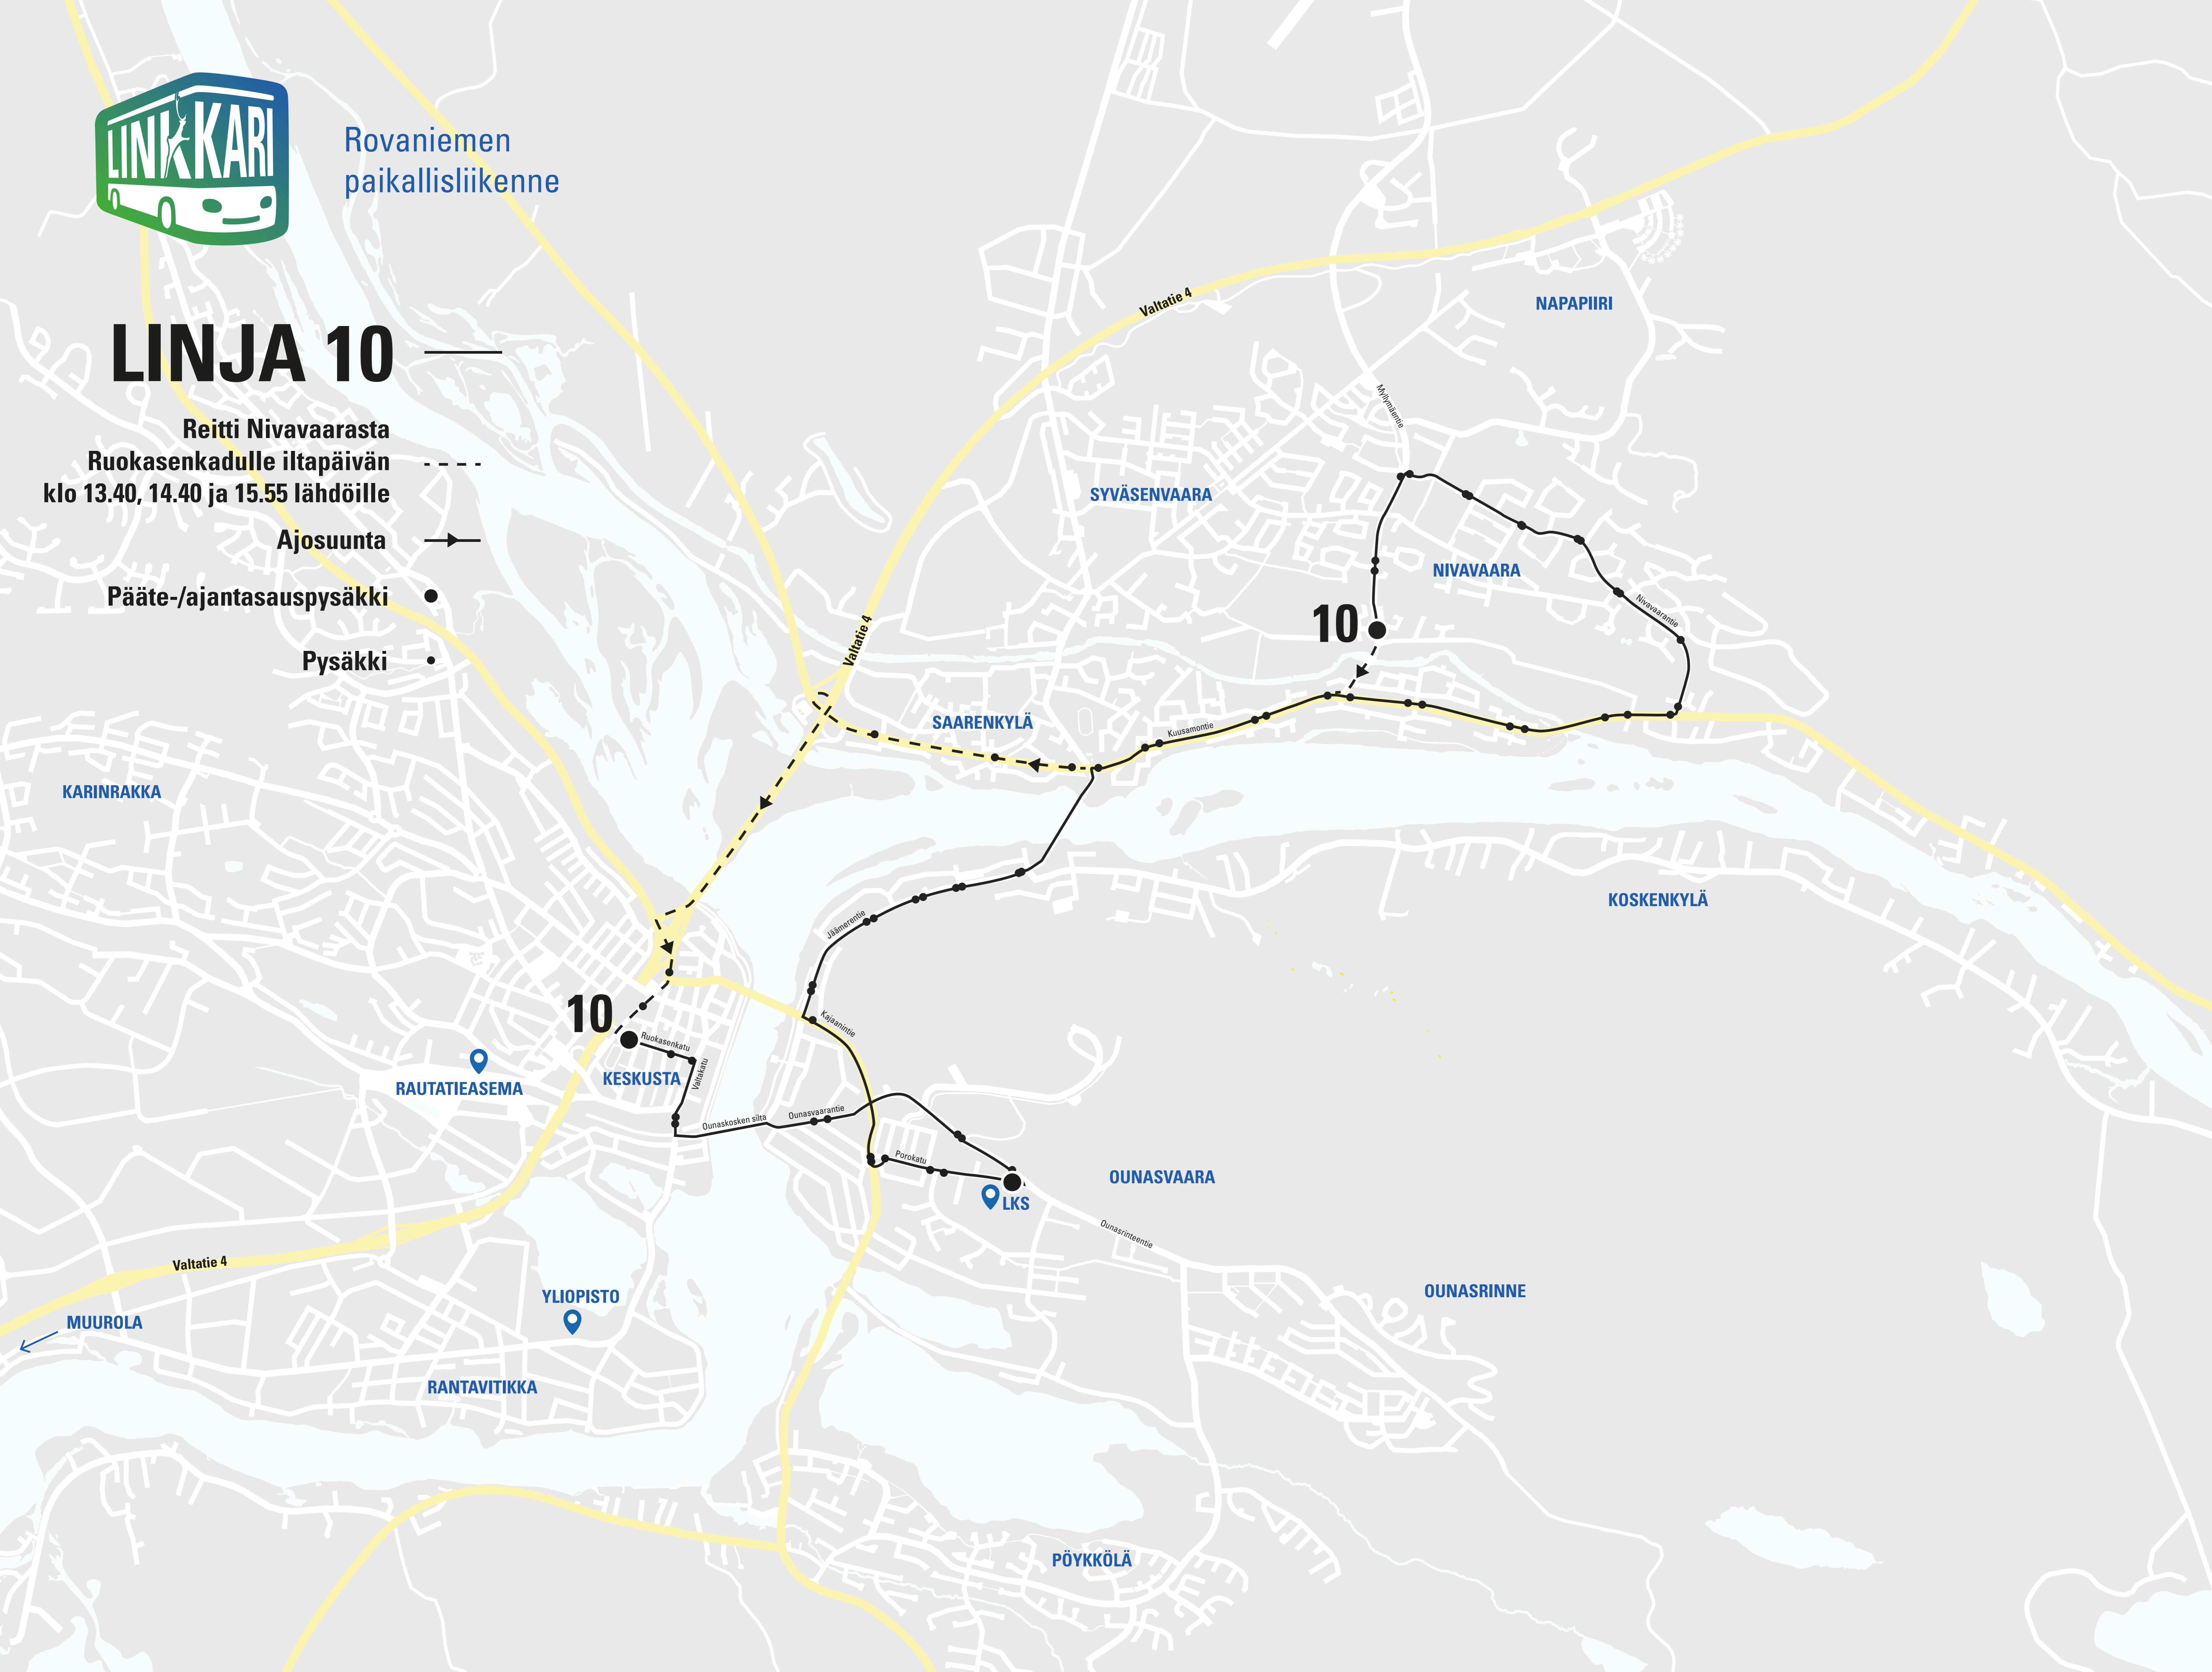 LINKKARI
Rovaniemen
paikallisliikenne
LINJA 10
Reitti Nivavaarasta
Ruokasenkadulle iltapäivän
klo 13.40, 14.40 ja 15.55 lähdöille
Ajosuunta
Pääte-/ajantasauspysäkki
Pysäkki
Valtatie 4
NAPAPIIRI
Myllymäentie
SYVÄSENVAARA
NIVAVAARA
Nivavaarantie
10
Valtatie 4
SAARENKYLÄ
Kuusamontie
KARINRAKKA
KOSKENKYLÄ
Jäämerentie
10
Kajaanintie
Ruokasenkatu
Valtakatu
KESKUSTA
RAUTATIEASEMA
Ounaskosken silta
Ounasvaarantie
Porokatu
OUNASVAARA
LKS
Ounasrinteentie
Valtatie 4
YLIOPISTO
OUNASRINNE
MUUROLA
RANTAVITIKKA
PÖYKKÖLÄ